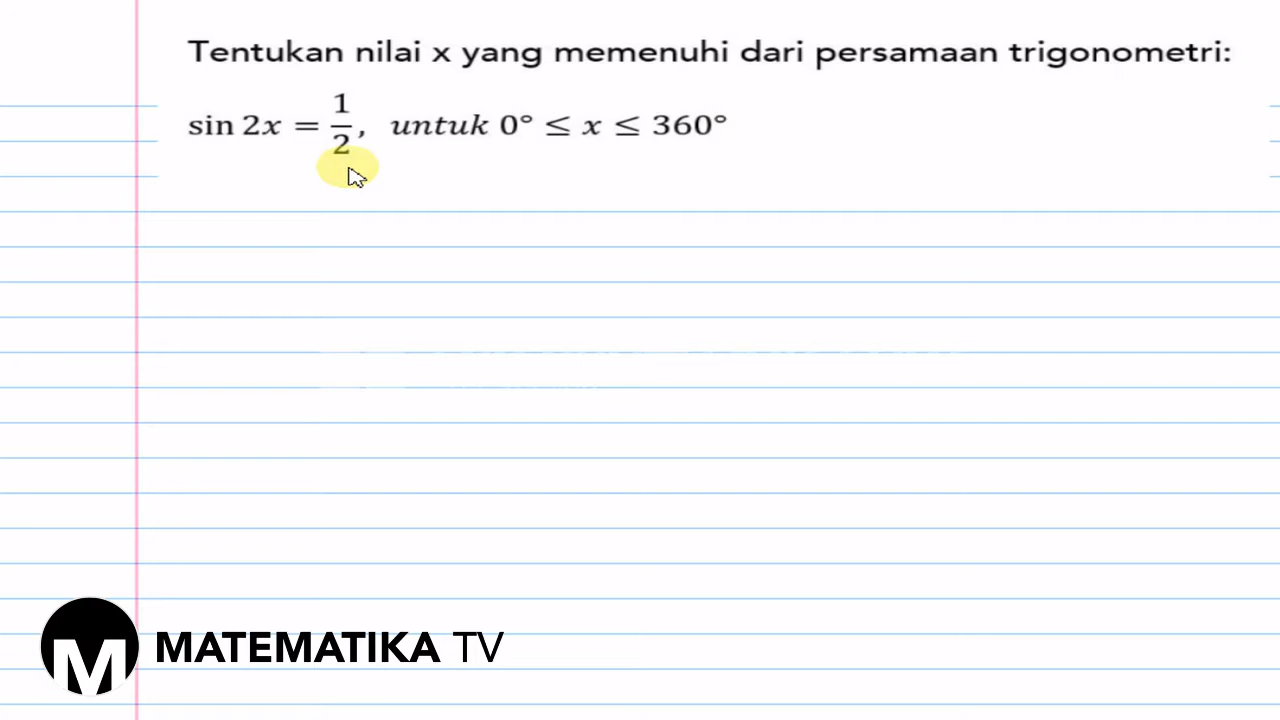 Tentukan nilai x yang memenuhi dari persamaan trigonometri:
sin 2x = 1/2, untuk 0° ≤ x ≤ 360°
M MATEMATIKA TV